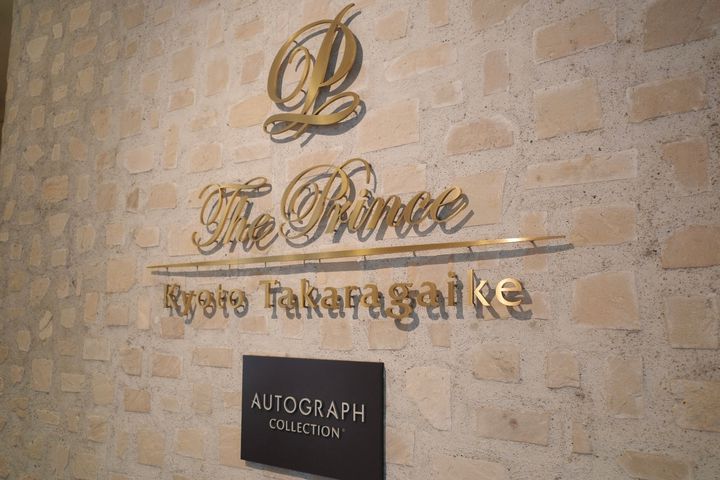 The Prince
Kyoto Takaragaike
AUTOGRAPH
COLLECTION®